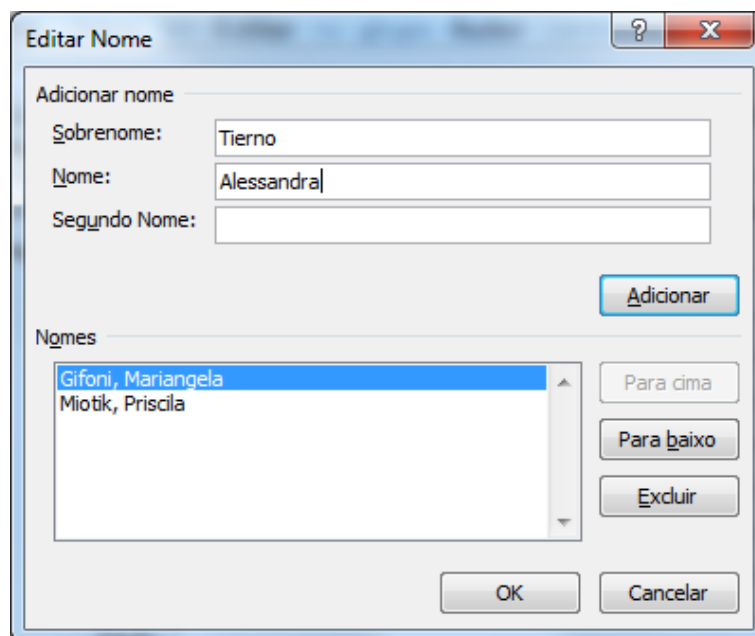 Editar Nome
Adicionar nome
Sobrenome: Tierno
Nome: Alessandra
Segundo Nome:
Adicionar
Nomes
Gifoni, Mariangela
Miotik, Priscila
Para cima
Para baixo
Excluir
OK Cancelar